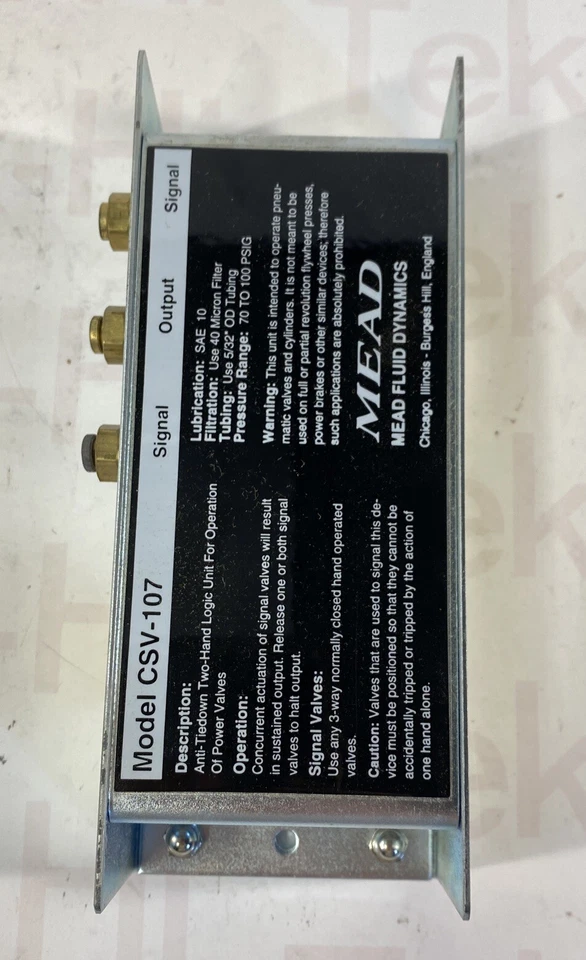 Model CSV-107
Signal
Output
Signal
Description:
Anti-Tiedown Two-Hand Logic Unit For Operation
Of Power Valves
Operation:
Concurrent actuation of signal valves will result
in sustained output. Release one or both signal
valves to halt output.
Signal Valves:
Use any 3-way normally closed hand operated
valves.
Caution: Valves that are used to signal this de-
vice must be positioned so that they cannot be
accidentally tripped or tripped by the action of
one hand alone.
Lubrication: SAE 10
Filtration: Use 40 Micron Filter
Tubing: Use 5/32" OD Tubing
Pressure Range: 70 TO 100 PSIG
Warning: This unit is intended to operate pneu-
matic valves and cylinders. It is not meant to be
used on full or partial revolution flywheel presses,
power brakes or other similar devices; therefore
such applications are absolutely prohibited.
MEAD
MEAD FLUID DYNAMICS
Chicago, Illinois - Burgess Hill, England
Tek